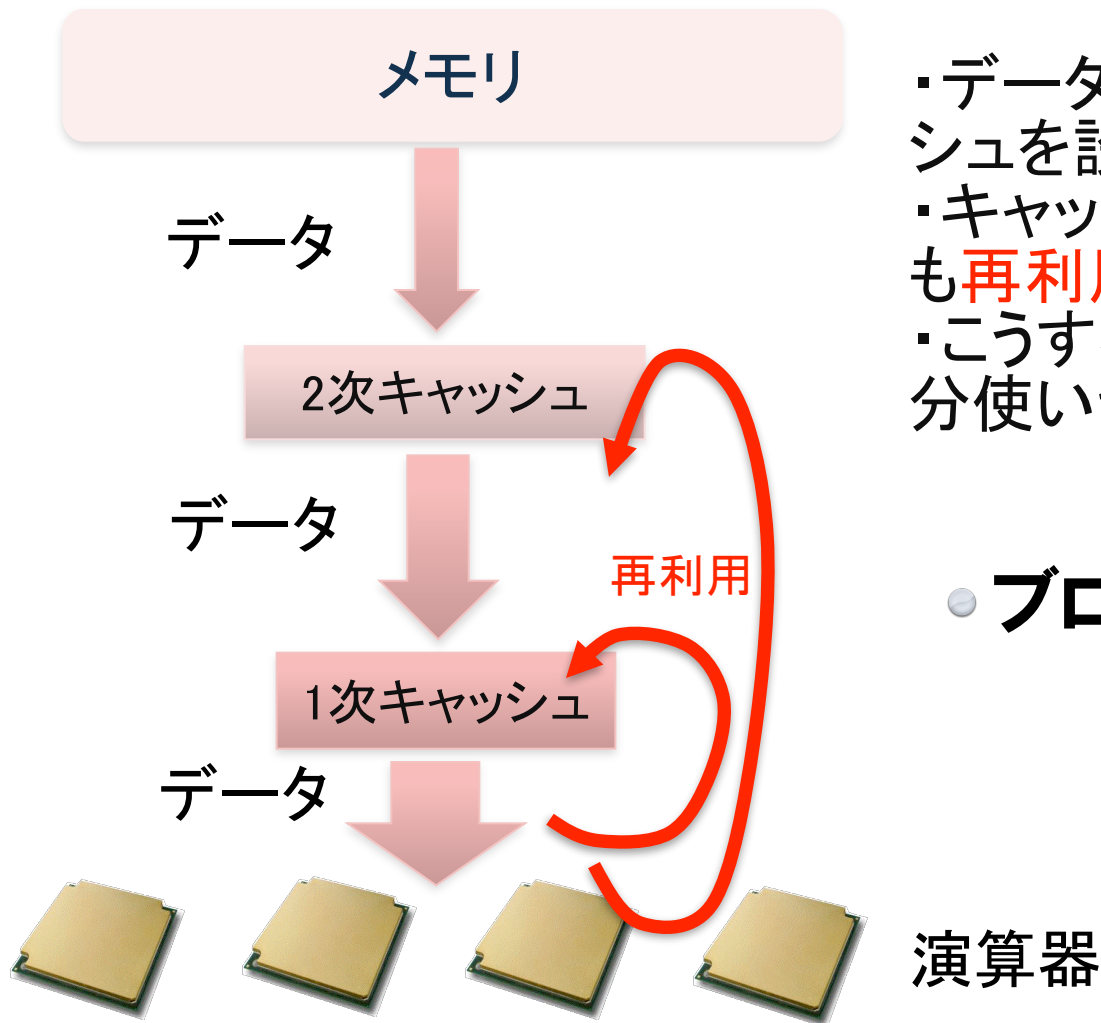 メモリ
データ
2次キャッシュ
データ
再利用
1次キャッシュ
データ
・データ
シュを設
・キャッ
も再利用
・こうす
分使い
ブロ
演算器